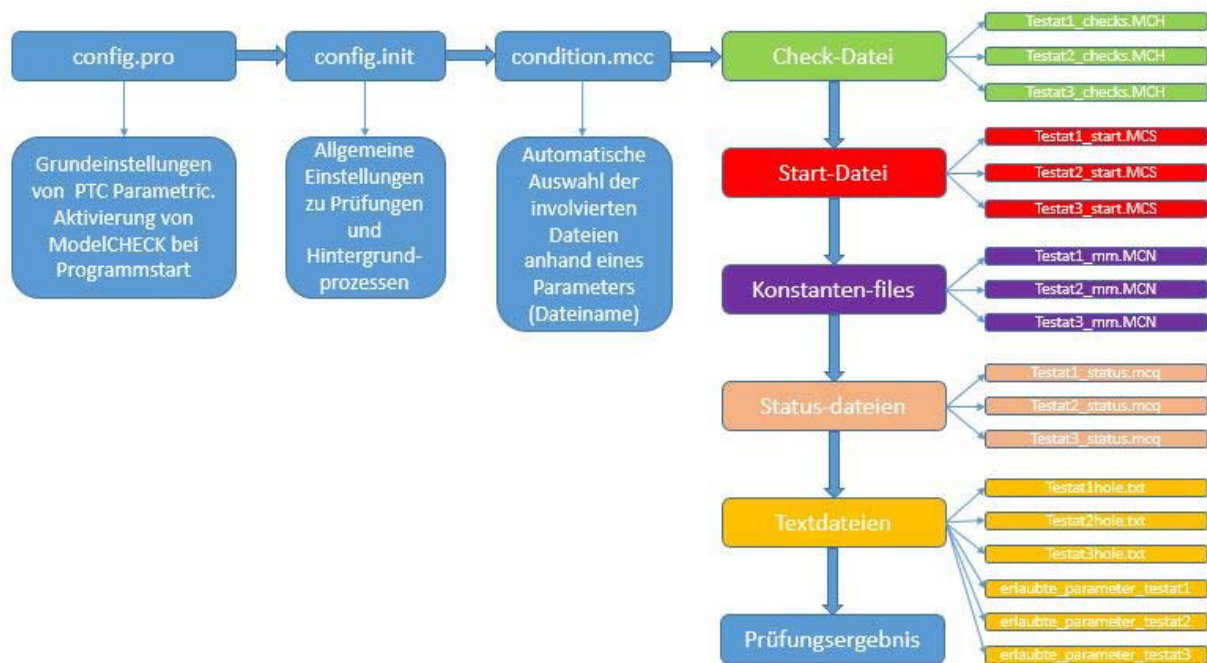 config.pro
config.init
condition.mcc
Check-Datei
Testat1_checks.MCH
Testat2_checks.MCH
Testat3_checks.MCH
Grundeinstellungen
von PTC Parametric.
Aktivierung von
ModelCHECK bei
Programmstart
Allgemeine
Einstellungen
zu Prüfungen
und
Hintergrund-
prozessen
Automatische
Auswahl der
involvierten
Dateien
anhand eines
Parameters
(Dateiname)
Start-Datei
Testat1_start.MCS
Testat2_start.MCS
Testat3_start.MCS
Konstanten-files
Testat1_mm.MCN
Testat2_mm.MCN
Testat3_mm.MCN
Status-dateien
Testat1_status.mcq
Testat2_status.mcq
Testat3_status.mcq
Textdateien
Testat1hole.txt
Testat2hole.txt
Testat3hole.txt
erlaubte_parameter_testat1
erlaubte_parameter_testat2
erlaubte_parameter_testat3
Prüfungsergebnis